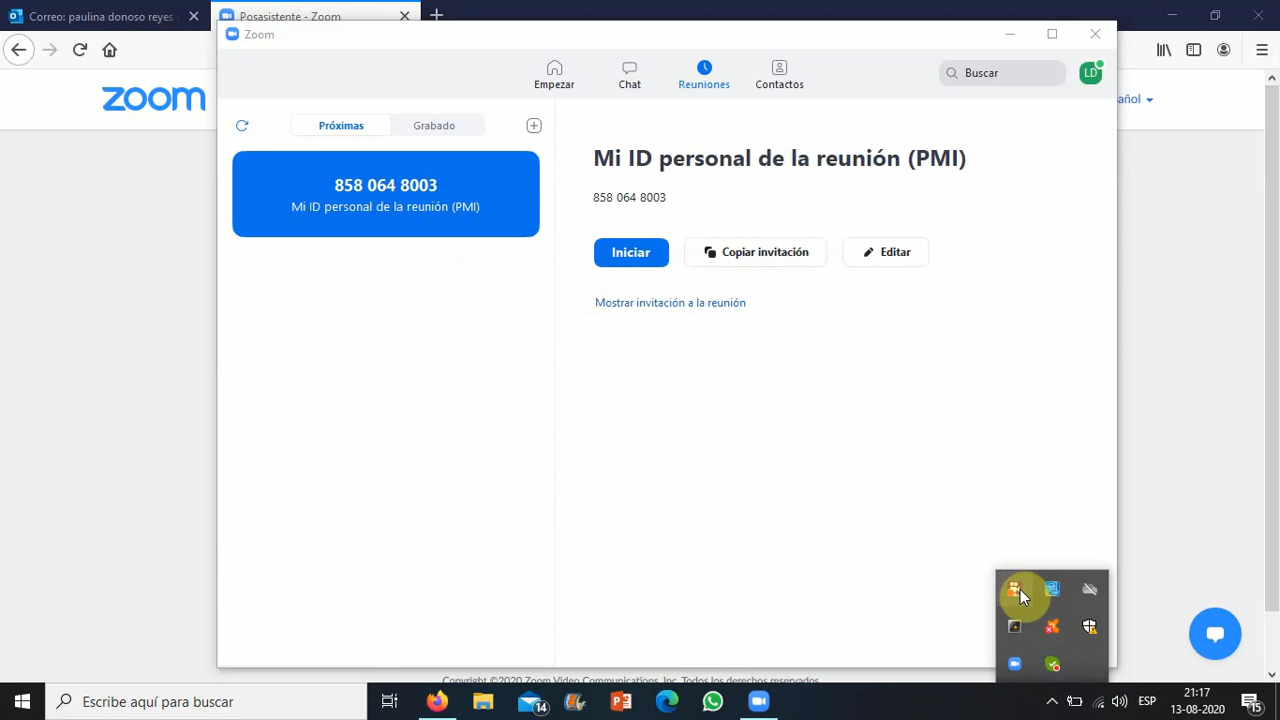 Correo: paulina donoso reyes -
Posasistente - Zoom
Zoom
zoom
Empezar
Chat
Reuniones
Contactos
Buscar
LD
añol
Próximas
Grabado
858 064 8003
Mi ID personal de la reunión (PMI)
Mi ID personal de la reunión (PMI)
858 064 8003
Iniciar
Copiar invitación
Editar
Mostrar invitación a la reunión
Copyright ©2020 Zoom Video Communications, Inc. Todos los derechos reservados.
Escribe aquí para buscar
14
ESP
21:17
13-08-2020
15